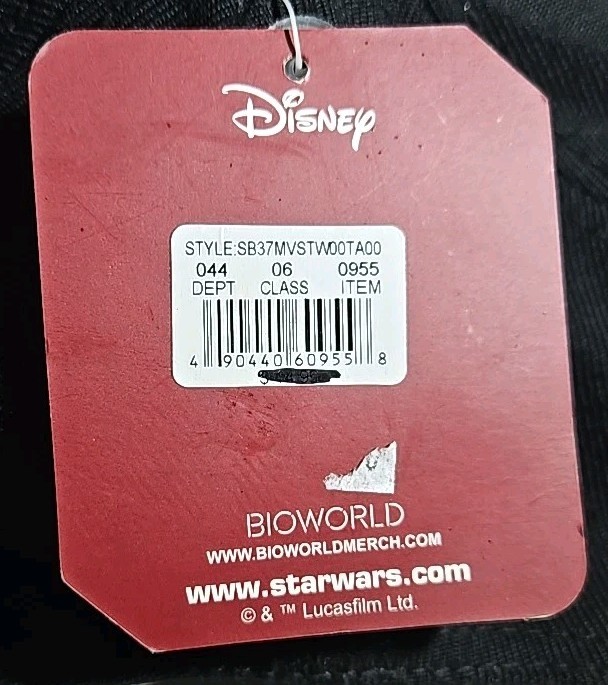 Disney
STYLE:SB37MVSTW00TA00
044 06 0955
DEPT CLASS ITEM
4 90440 60955 8
BIOWORLD
WWW.BIOWORLDMERCH.COM
www.starwars.com
© & ™ Lucasfilm Ltd.